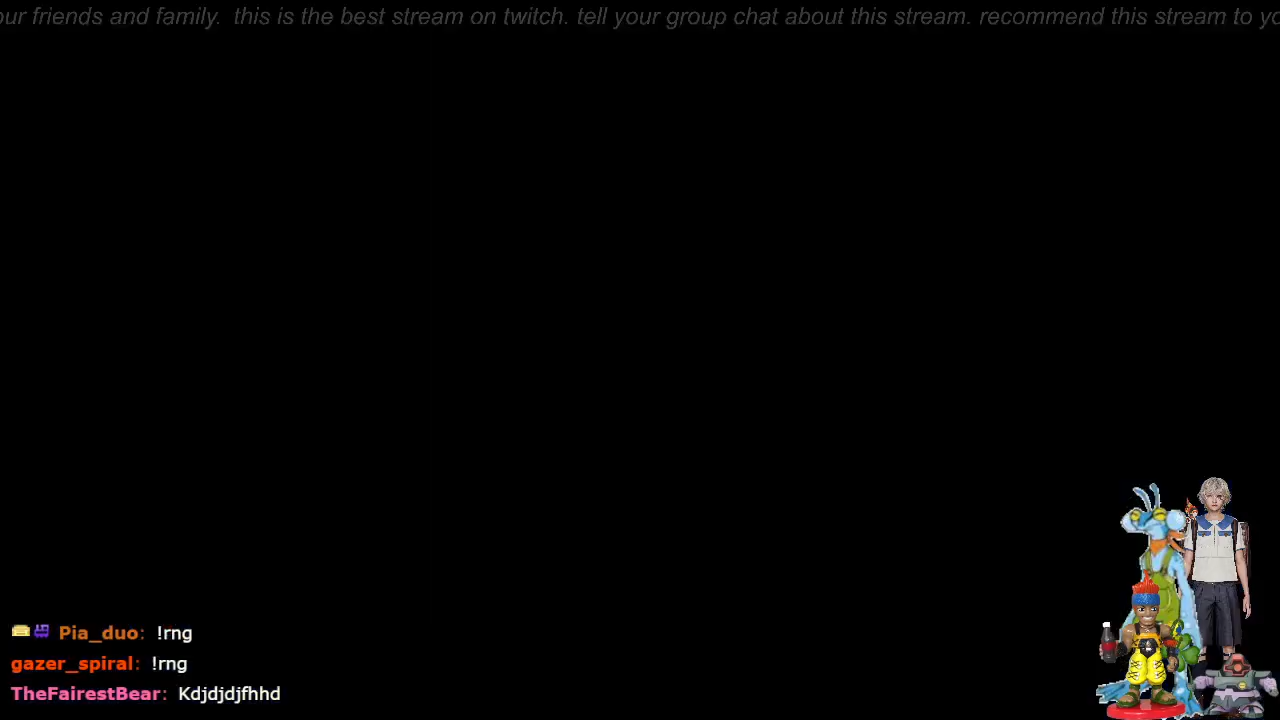 our friends and family.  this is the best stream on twitch. tell your group chat about this stream. recommend this stream to yo
Pia_duo: !rng
gazer_spiral: !rng
TheFairestBear: Kdjdjdjfhhd